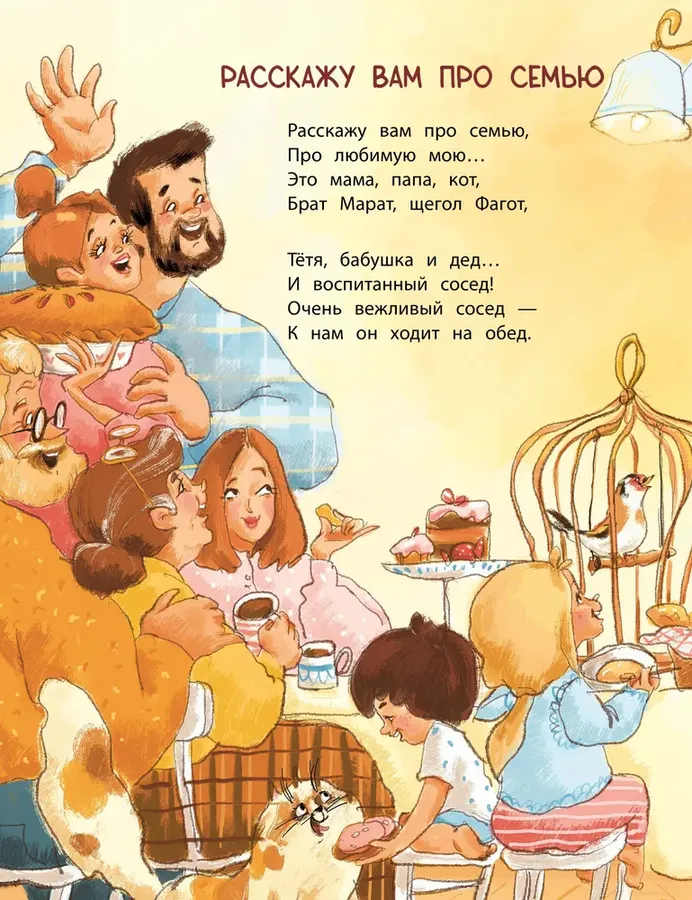 РАССКАЖУ ВАМ ПРО СЕМЬЮ
Расскажу вам про семью,
Про любимую мою...
Это мама, папа, кот,
Брат Марат, щегол Фагот,
Тётя, бабушка и дед...
И воспитанный сосед!
Очень вежливый сосед —
К нам он ходит на обед.